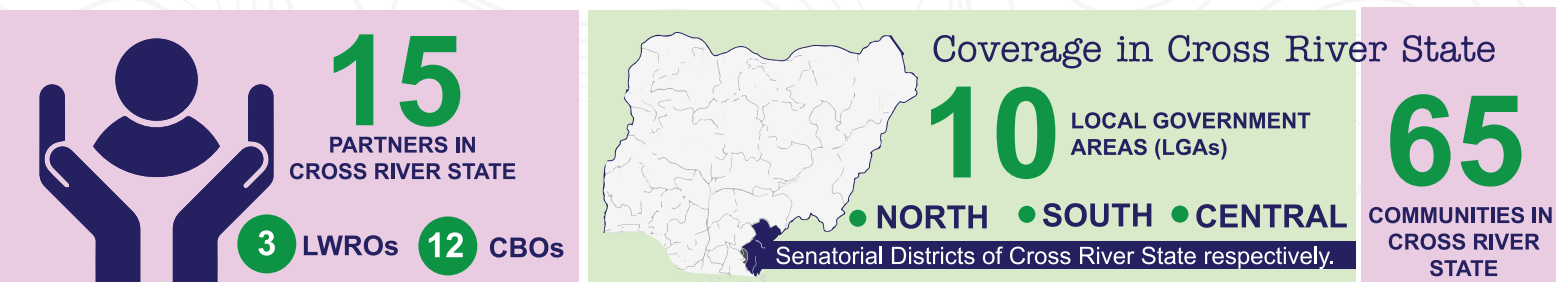 15
PARTNERS IN
CROSS RIVER STATE
3 LWROs 12 CBOs
Coverage in Cross River State
10
LOCAL GOVERNMENT
AREAS (LGAs)
• NORTH • SOUTH • CENTRAL
Senatorial Districts of Cross River State respectively.
65
COMMUNITIES IN
CROSS RIVER
STATE